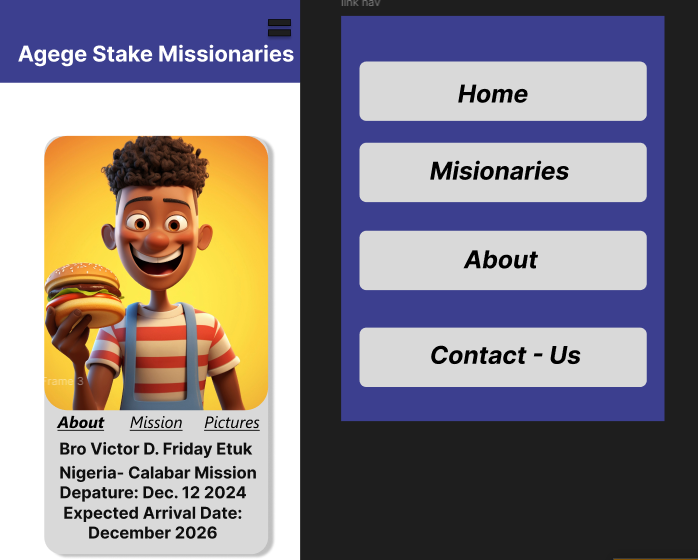 Agege Stake Missionaries
Frame 3
About Mission Pictures
Bro Victor D. Friday Etuk
Nigeria- Calabar Mission
Depature: Dec. 12 2024
Expected Arrival Date:
December 2026
link nav
Home
Misionaries
About
Contact - Us